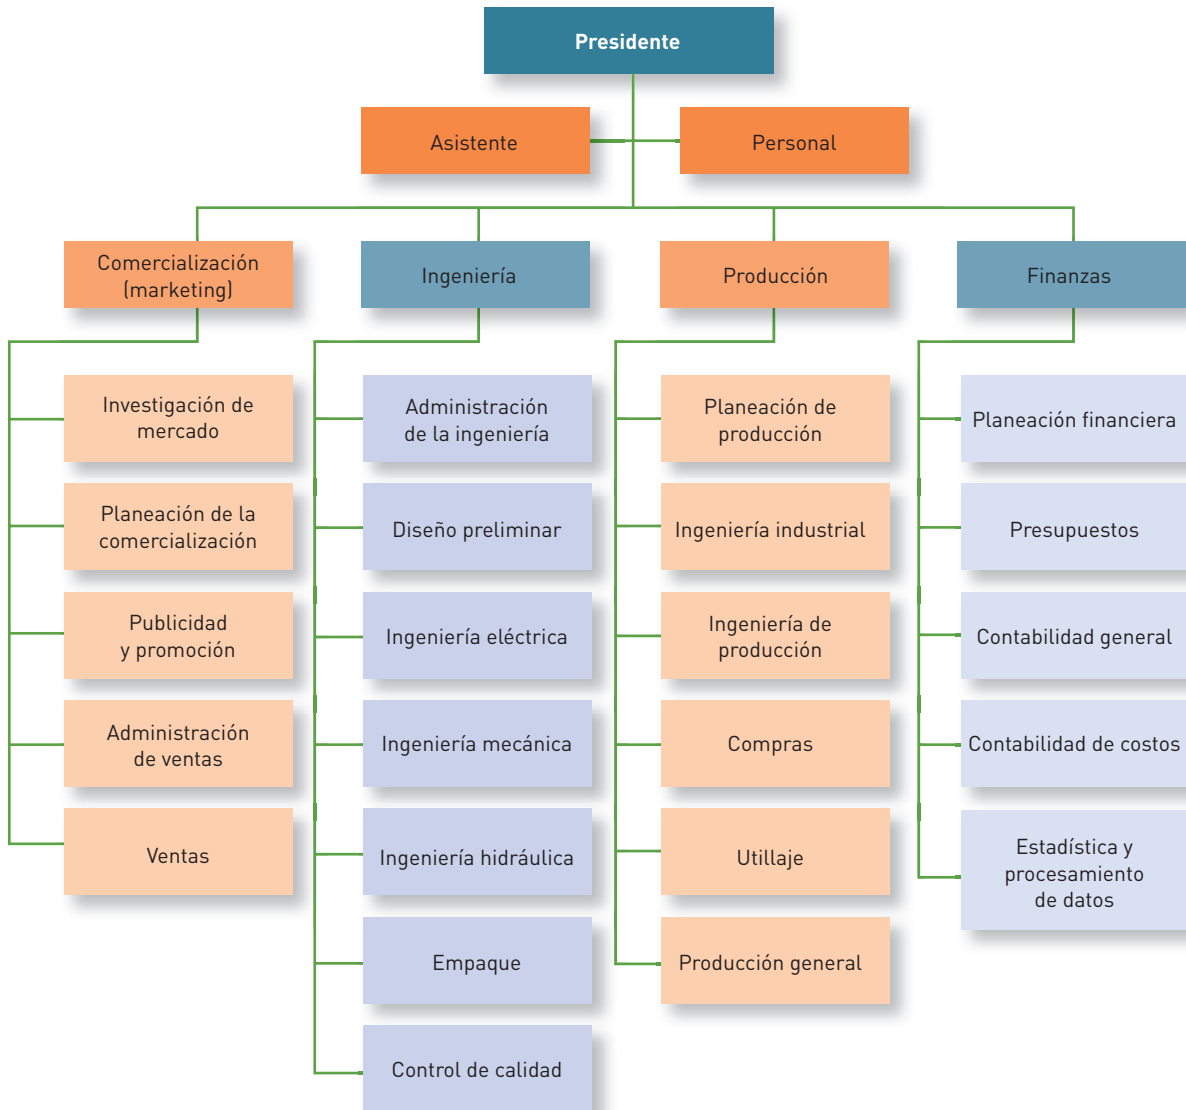 Presidente
Asistente
Personal
Comercialización
(marketing)
Ingeniería
Producción
Finanzas
Investigación de
mercado
Planeación de la
comercialización
Publicidad
y promoción
Administración
de ventas
Ventas
Administración
de la ingeniería
Diseño preliminar
Ingeniería eléctrica
Ingeniería mecánica
Ingeniería hidráulica
Empaque
Control de calidad
Planeación de
producción
Ingeniería industrial
Ingeniería de
producción
Compras
Utillaje
Producción general
Planeación financiera
Presupuestos
Contabilidad general
Contabilidad de costos
Estadística y
procesamiento
de datos